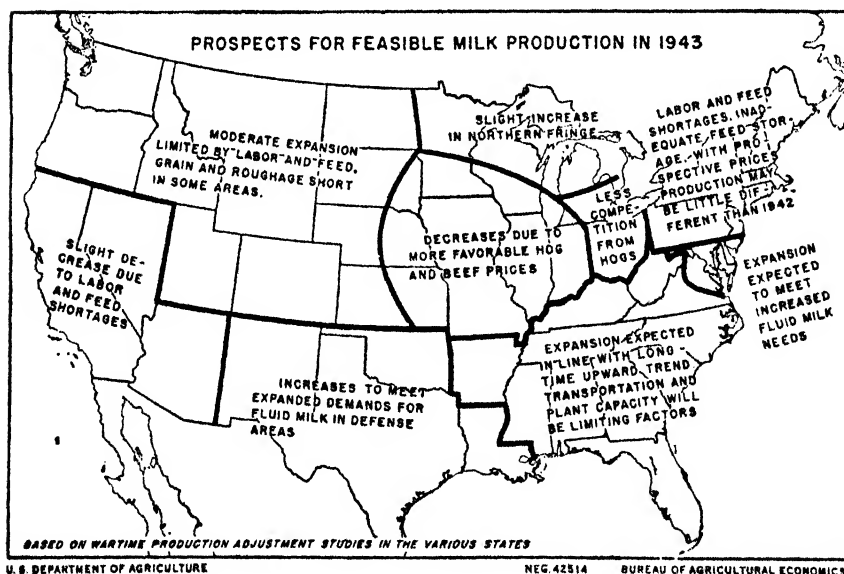 PROSPECTS FOR FEASIBLE MILK PRODUCTION IN 1943
MODERATE EXPANSION
LIMITED BY LABOR AND FEED.
GRAIN AND ROUGHAGE SHORT
IN SOME AREAS.
SLIGHT INCREASE
IN NORTHERN FRINGE
LABOR AND FEED
SHORTAGES, INAD-
EQUATE FEED STOR-
AGE. WITH PRO
SPECTIVE PRICES
PRODUCTION MAY
BE LITTLE DIF-
FERENT THAN 1942
SLIGHT DE-
CREASE DUE
TO LABOR
AND FEED
SHORTAGES
DECREASES DUE TO
MORE FAVORABLE HOG
AND BEEF PRICES
LESS
COMPE-
TITION
FROM
HOGS
EXPANSION
EXPECTED
TO MEET
INCREASED
FLUID MILK
NEEDS
INCREASES TO MEET
EXPANDED DEMANDS FOR
FLUID MILK IN DEFENSE
AREAS
EXPANSION EXPECTED
IN LINE WITH LONG-
TIME UPWARD TREND
TRANSPORTATION AND
PLANT CAPACITY WILL
BE LIMITING FACTORS
BASED ON WARTIME PRODUCTION ADJUSTMENT STUDIES IN THE VARIOUS STATES
U. S. DEPARTMENT OF AGRICULTURE NEG. 42514 BUREAU OF AGRICULTURAL ECONOMICS